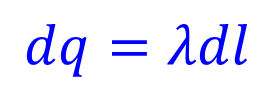 dq = λdl